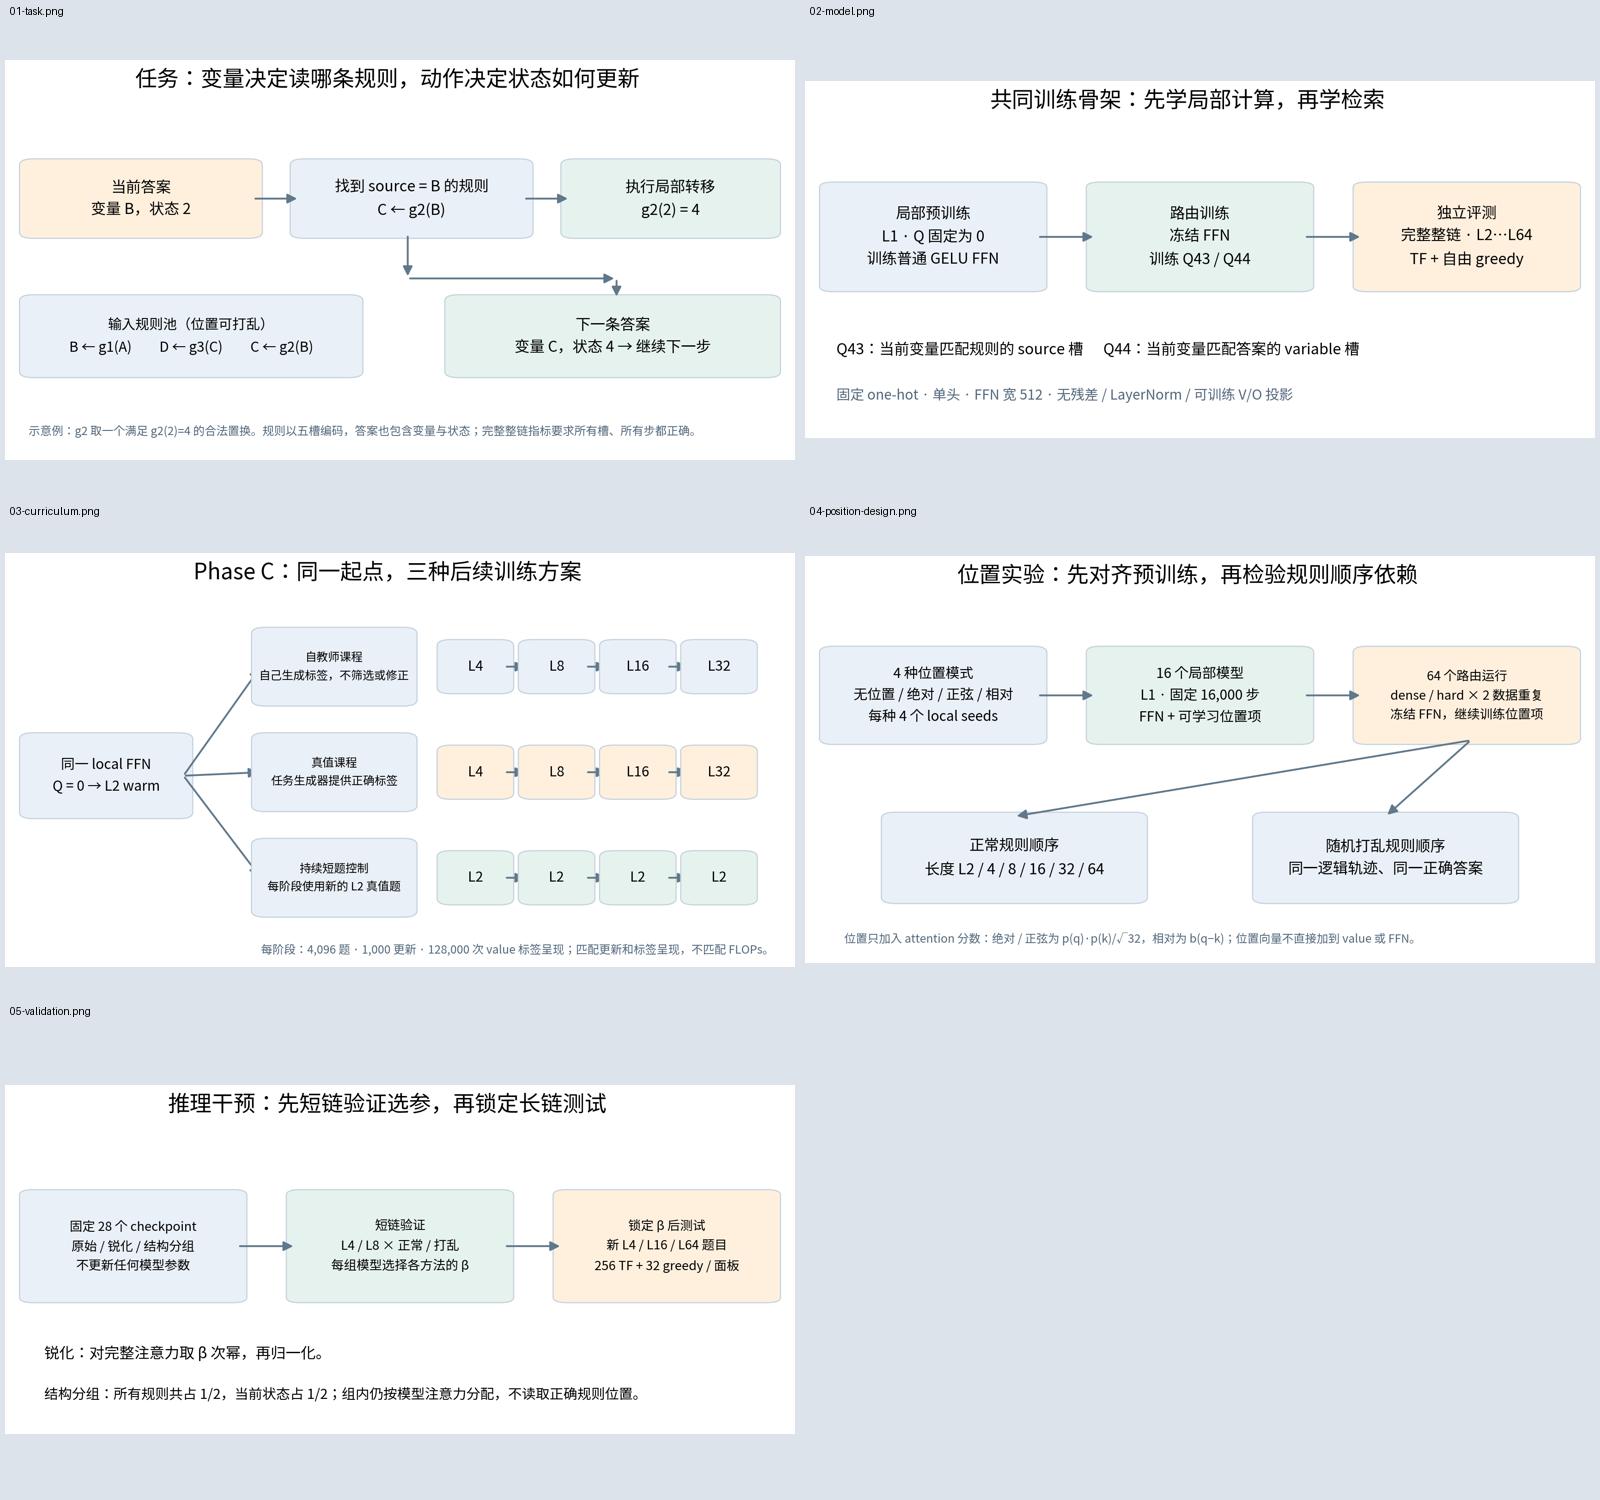 01-task.png
任务：变量决定读哪条规则，动作决定状态如何更新
当前答案
变量 B，状态 2
找到 source = B 的规则
C ← g2(B)
执行局部转移
g2(2) = 4
输入规则池（位置可打乱）
B ← g1(A) D ← g3(C) C ← g2(B)
下一条答案
变量 C，状态 4 → 继续下一步
示意例：g2 取一个满足 g2(2)=4 的合法置换。规则以五槽编码，答案也包含变量与状态；完整整链指标要求所有槽、所有步都正确。
02-model.png
共同训练骨架：先学局部计算，再学检索
局部预训练
L1 · Q 固定为 0
训练普通 GELU FFN
路由训练
冻结 FFN
训练 Q43 / Q44
独立评测
完整整链 · L2⋯L64
TF + 自由 greedy
Q43：当前变量匹配规则的 source 槽 Q44：当前变量匹配答案的 variable 槽
固定 one-hot · 单头 · FFN 宽 512 · 无残差 / LayerNorm / 可训练 V/O 投影
03-curriculum.png
Phase C：同一起点，三种后续训练方案
同一 local FFN
Q = 0 → L2 warm
自教师课程
自己生成标签，不筛选或修正
L4 L8 L16 L32
真值课程
任务生成器提供正确标签
L4 L8 L16 L32
持续短题控制
每阶段使用新的 L2 真值题
L2 L2 L2 L2
每阶段：4,096 题 · 1,000 更新 · 128,000 次 value 标签呈现；匹配更新和标签呈现，不匹配 FLOPs。
04-position-design.png
位置实验：先对齐预训练，再检验规则顺序依赖
4 种位置模式
无位置 / 绝对 / 正弦 / 相对
每种 4 个 local seeds
16 个局部模型
L1 · 固定 16,000 步
FFN + 可学习位置项
64 个路由运行
dense / hard × 2 数据重复
冻结 FFN，继续训练位置项
正常规则顺序
长度 L2 / 4 / 8 / 16 / 32 / 64
随机打乱规则顺序
同一逻辑轨迹、同一正确答案
位置只加入 attention 分数：绝对 / 正弦为 p(q)·p(k)/√32，相对为 b(q−k)；位置向量不直接加到 value 或 FFN。
05-validation.png
推理干预：先短链验证选参，再锁定长链测试
固定 28 个 checkpoint
原始 / 锐化 / 结构分组
不更新任何模型参数
短链验证
L4 / L8 × 正常 / 打乱
每组模型选择各方法的 β
锁定 β 后测试
新 L4 / L16 / L64 题目
256 TF + 32 greedy / 面板
锐化：对完整注意力取 β 次幂，再归一化。
结构分组：所有规则共占 1/2，当前状态占 1/2；组内仍按模型注意力分配，不读取正确规则位置。